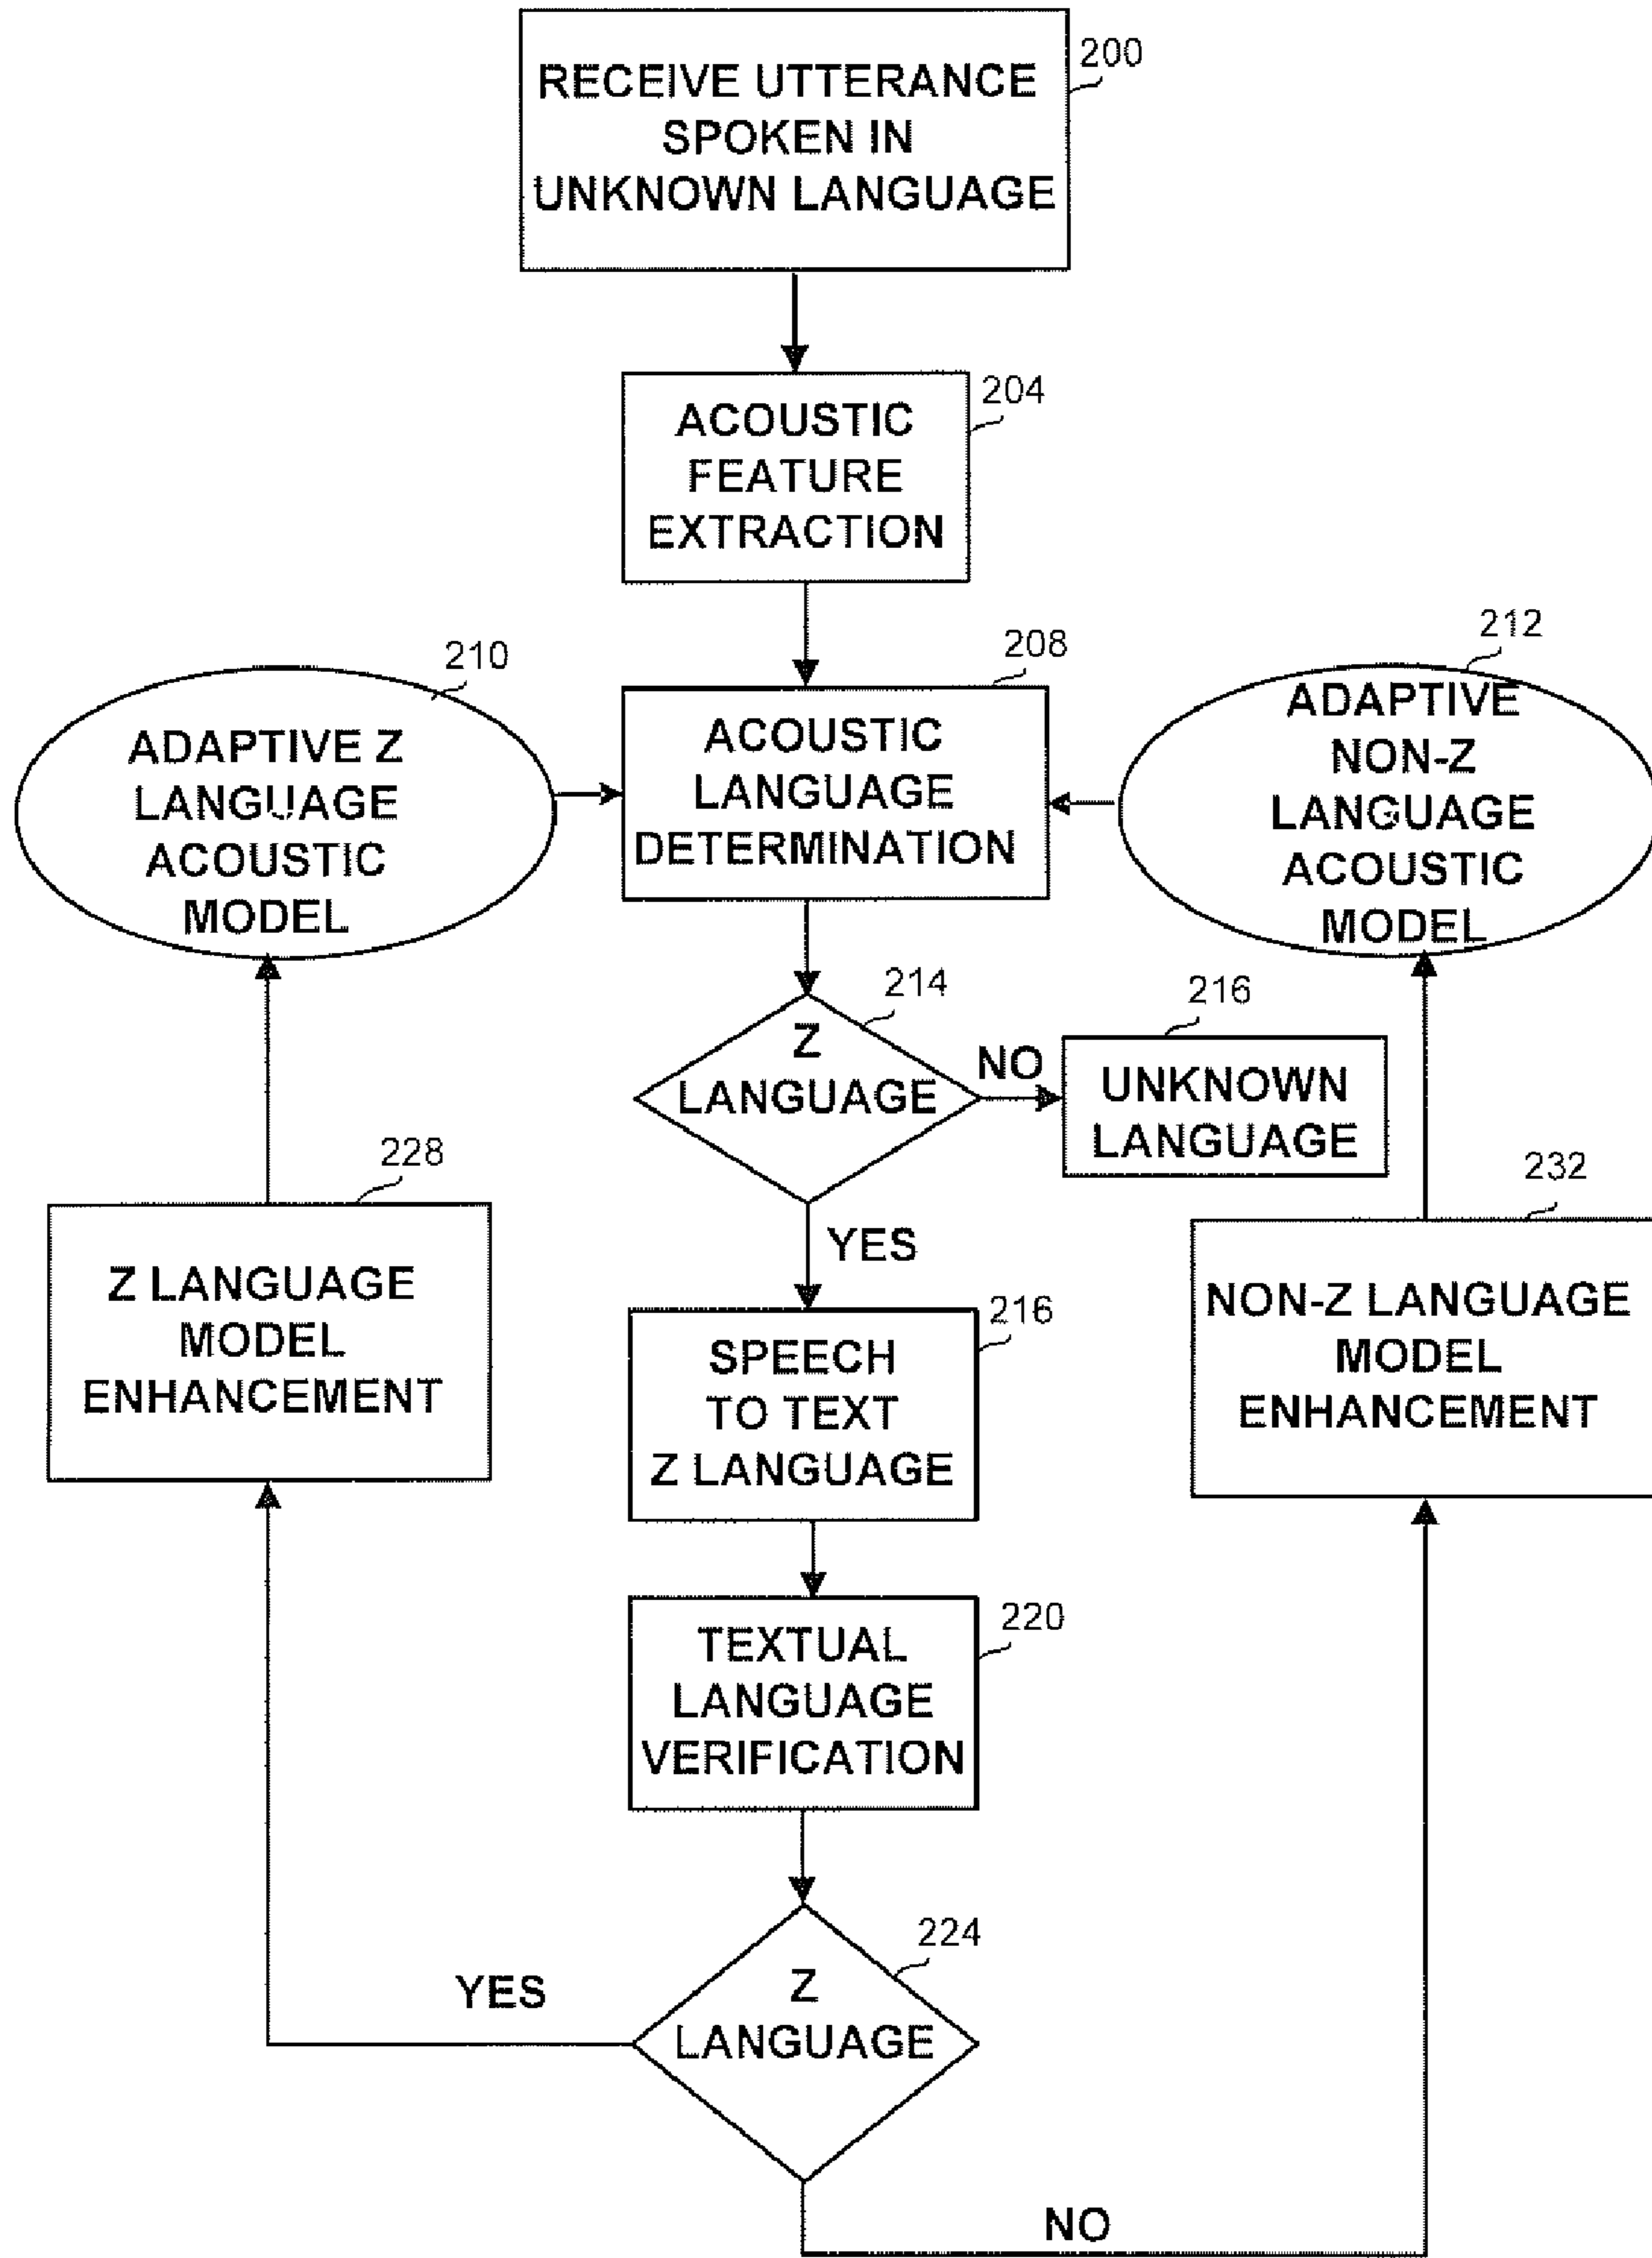 200
RECEIVE UTTERANCE
SPOKEN IN
UNKNOWN LANGUAGE
204
ACOUSTIC
FEATURE
EXTRACTION
210
ADAPTIVE Z
LANGUAGE
ACOUSTIC
MODEL
208
ACOUSTIC
LANGUAGE
DETERMINATION
212
ADAPTIVE
NON-Z
LANGUAGE
ACOUSTIC
MODEL
214
Z
LANGUAGE
NO
216
UNKNOWN
LANGUAGE
YES
228
Z LANGUAGE
MODEL
ENHANCEMENT
216
SPEECH
TO TEXT
Z LANGUAGE
232
NON-Z LANGUAGE
MODEL
ENHANCEMENT
220
TEXTUAL
LANGUAGE
VERIFICATION
224
Z
LANGUAGE
YES
NO